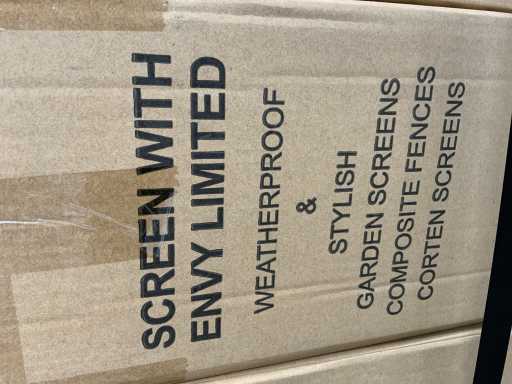 SCREEN WITH
ENVY LIMITED
WEATHERPROOF
&
STYLISH
GARDEN SCREENS
COMPOSITE FENCES
CORTEN SCREENS